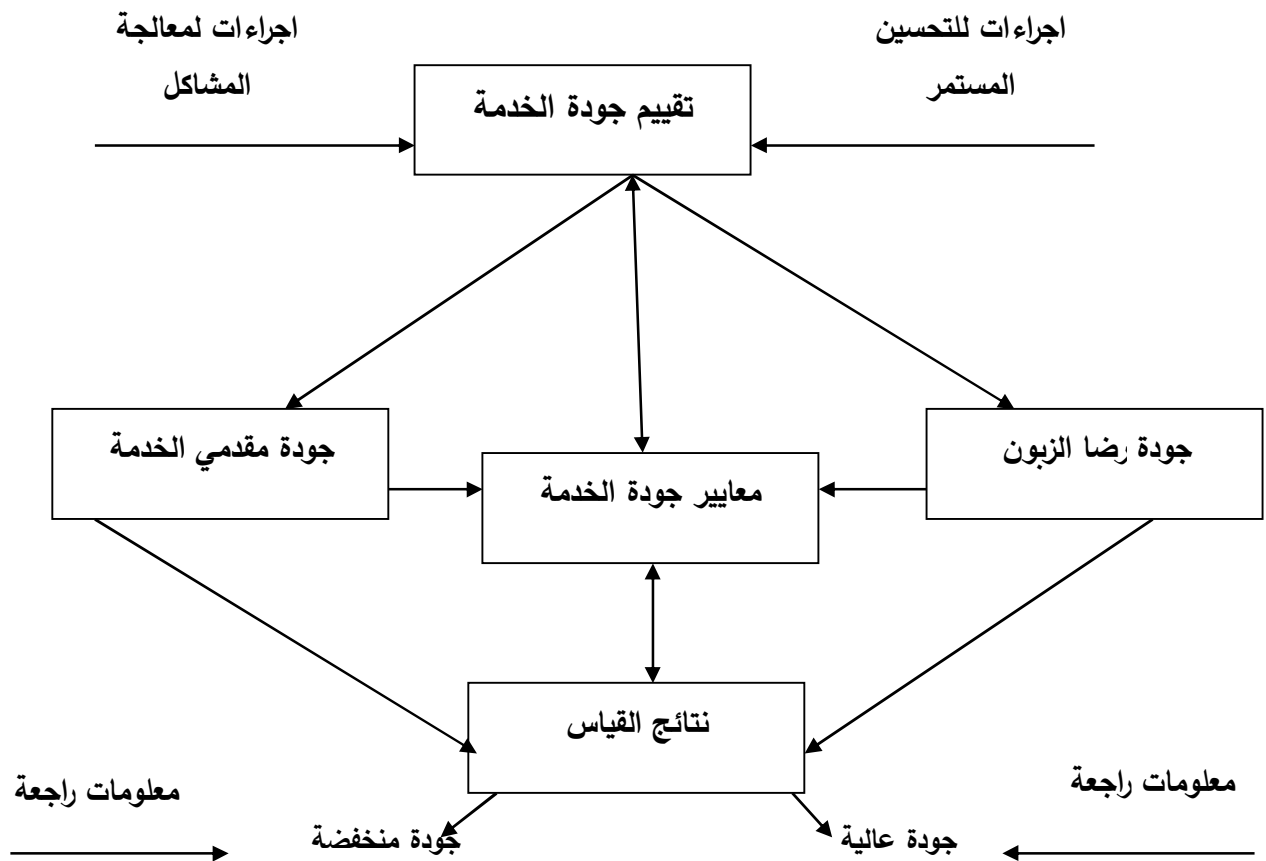 اجراءات للتحسين
المستمر
اجراءات لمعالجة
المشاكل
تقييم جودة الخدمة
جودة رضا الزبون
جودة مقدمي الخدمة
معايير جودة الخدمة
نتائج القياس
معلومات راجعة
معلومات راجعة
جودة عالية
جودة منخفضة